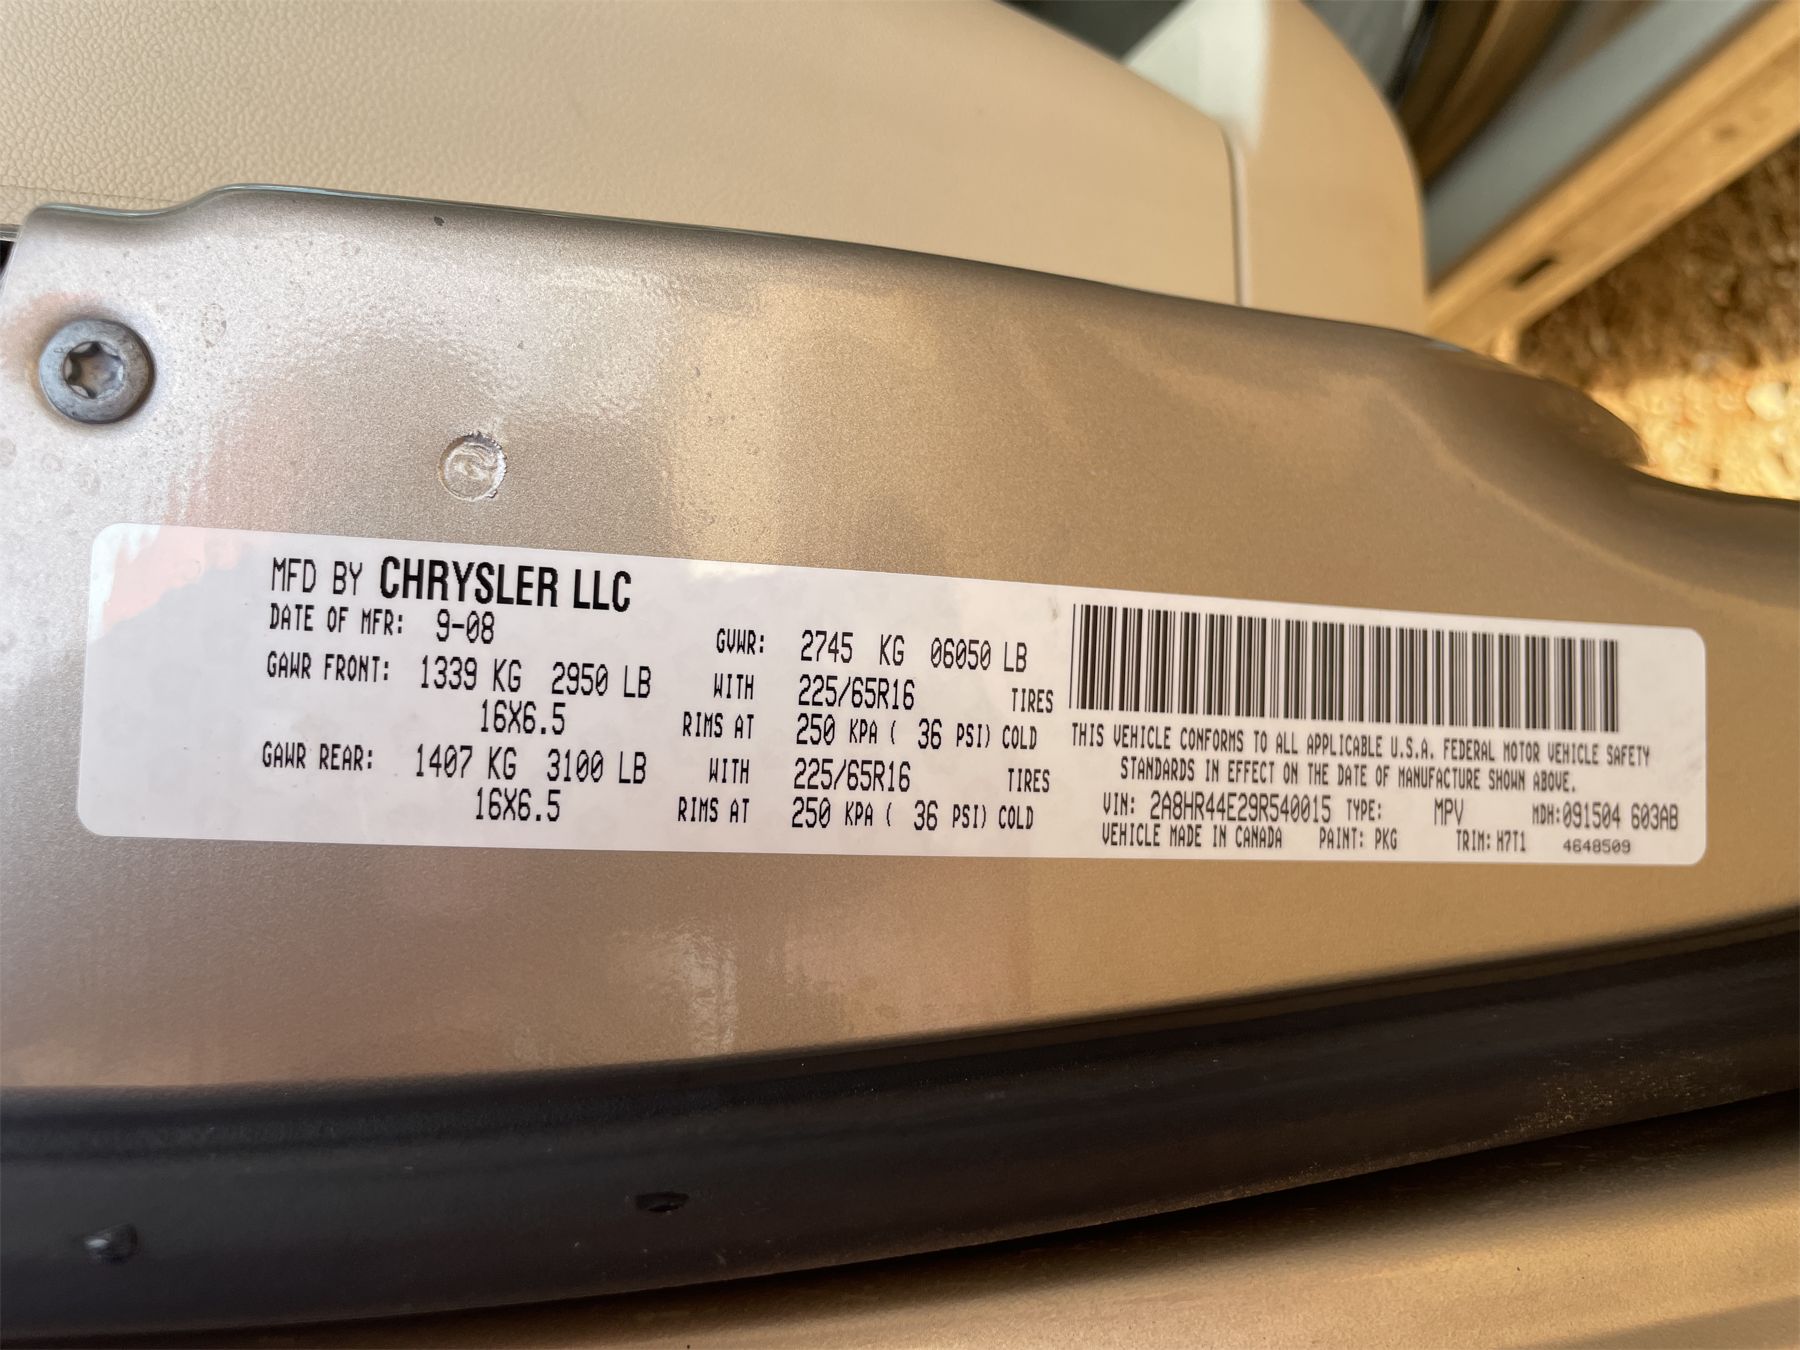 MFD BY CHRYSLER LLC
DATE OF MFR: 9-08
GVWR: 2745 KG 06050 LB
GAWR FRONT: 1339 KG 2950 LB WITH 225/65R16 TIRES
16X6.5 RIMS AT 250 KPA ( 36 PSI) COLD
GAWR REAR: 1407 KG 3100 LB WITH 225/65R16 TIRES
16X6.5 RIMS AT 250 KPA ( 36 PSI) COLD
THIS VEHICLE CONFORMS TO ALL APPLICABLE U.S.A. FEDERAL MOTOR VEHICLE SAFETY
STANDARDS IN EFFECT ON THE DATE OF MANUFACTURE SHOWN ABOVE.
VIN: 2A8HR44E29R540015 TYPE: MPV MDH:091504 603AB
VEHICLE MADE IN CANADA PAINT: PKG TRIM: H7T1 4648509